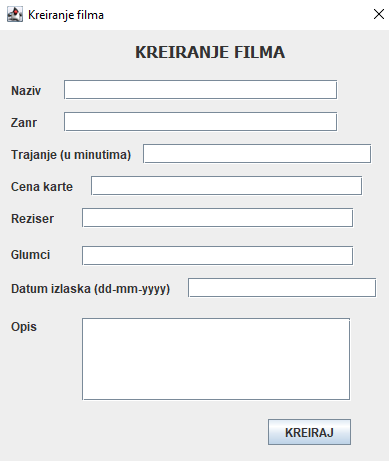 Kreiranje filma
KREIRANJE FILMA
Naziv
Zanr
Trajanje (u minutima)
Cena karte
Reziser
Glumci
Datum izlaska (dd-mm-yyyy)
Opis
KREIRAJ